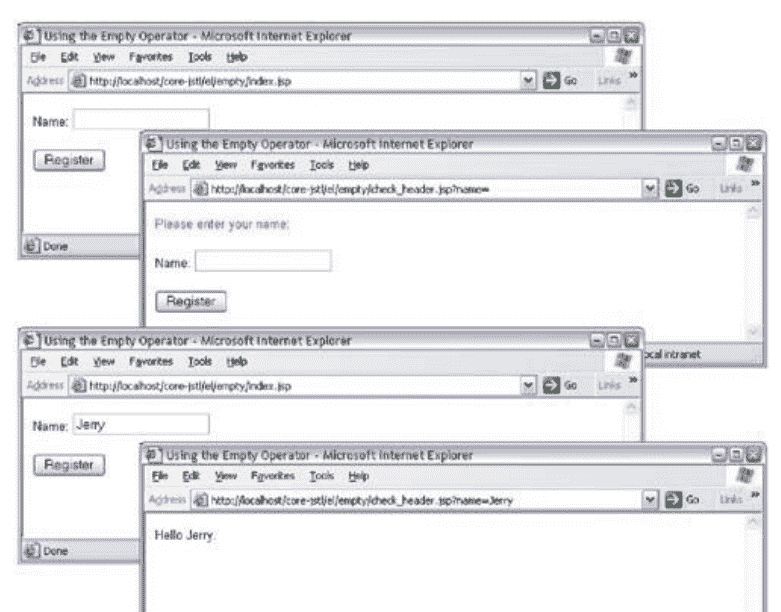 Using the Empty Operator - Microsoft Internet Explorer
File Edit View Favorites Tools Help
Address http://localhost/core-jstl/el/empty/index.jsp Go Links »
Name:
Register
Done
Using the Empty Operator - Microsoft Internet Explorer
File Edit View Favorites Tools Help
Address http://localhost/core-jstl/el/empty/check_header.jsp?name= Go Links »
Please enter your name:
Name:
Register
ocal intranet
Using the Empty Operator - Microsoft Internet Explorer
File Edit View Favorites Tools Help
Address http://localhost/core-jstl/el/empty/index.jsp Go Links »
Name: Jerry
Register
Done
Using the Empty Operator - Microsoft Internet Explorer
File Edit View Favorites Tools Help
Address http://localhost/core-jstl/el/empty/check_header.jsp?name=Jerry Go Links »
Hello Jerry.